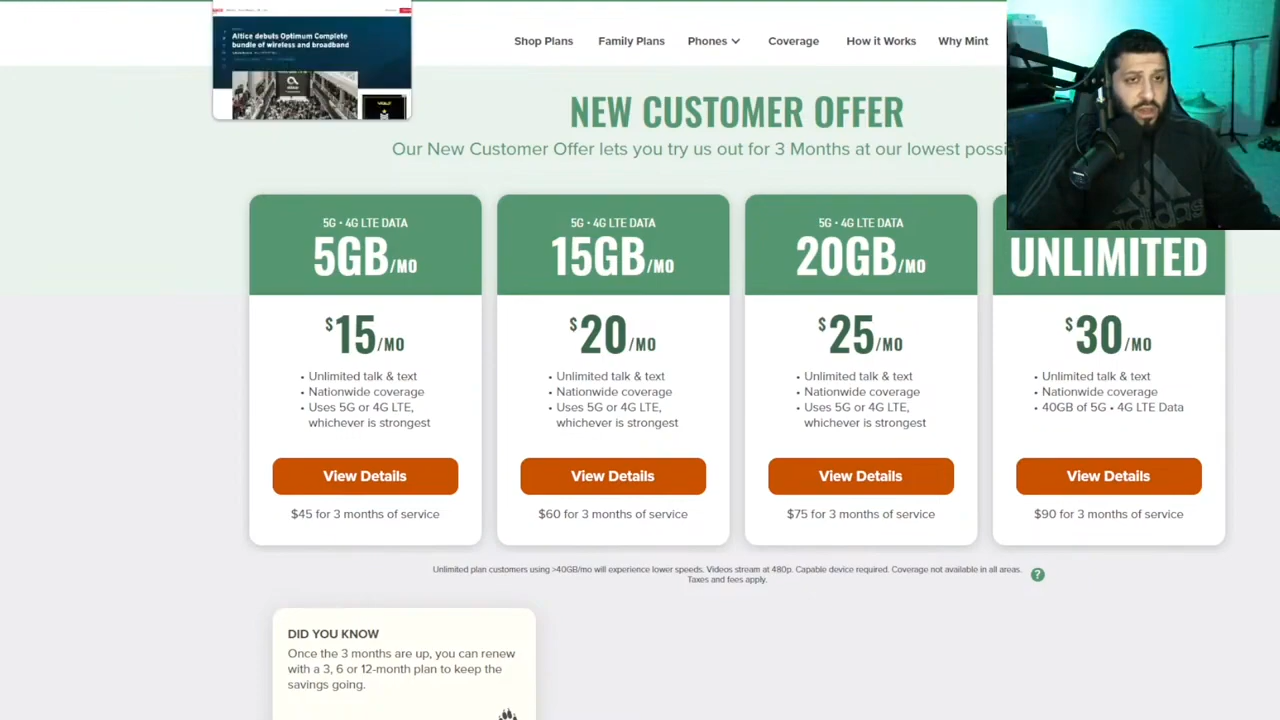 Altice debuts Optimum Complete
bundle of wireless and broadband
Shop Plans
Family Plans
Phones
Coverage
How it Works
Why Mint
NEW CUSTOMER OFFER
Our New Customer Offer lets you try us out for 3 Months at our lowest possi
5G • 4G LTE DATA
5GB/MO
$15/MO
• Unlimited talk & text
• Nationwide coverage
• Uses 5G or 4G LTE,
whichever is strongest
View Details
$45 for 3 months of service
5G • 4G LTE DATA
15GB/MO
$20/MO
• Unlimited talk & text
• Nationwide coverage
• Uses 5G or 4G LTE,
whichever is strongest
View Details
$60 for 3 months of service
5G • 4G LTE DATA
20GB/MO
$25/MO
• Unlimited talk & text
• Nationwide coverage
• Uses 5G or 4G LTE,
whichever is strongest
View Details
$75 for 3 months of service
UNLIMITED
$30/MO
• Unlimited talk & text
• Nationwide coverage
• 40GB of 5G • 4G LTE Data
View Details
$90 for 3 months of service
Unlimited plan customers using >40GB/mo will experience lower speeds. Videos stream at 480p. Capable device required. Coverage not available in all areas.
Taxes and fees apply.
?
DID YOU KNOW
Once the 3 months are up, you can renew
with a 3, 6 or 12-month plan to keep the
savings going.
adidas